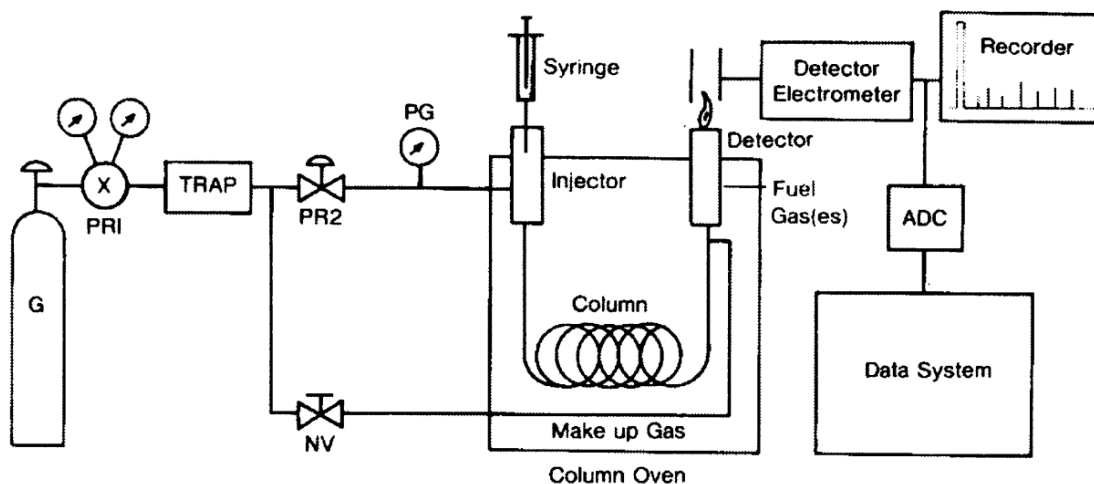 Syringe
PG
Detector
Electrometer
Recorder
Detector
Injector
Fuel
Gas(es)
X
TRAP
PR1
PR2
ADC
G
Column
Data System
NV
Make up Gas
Column Oven